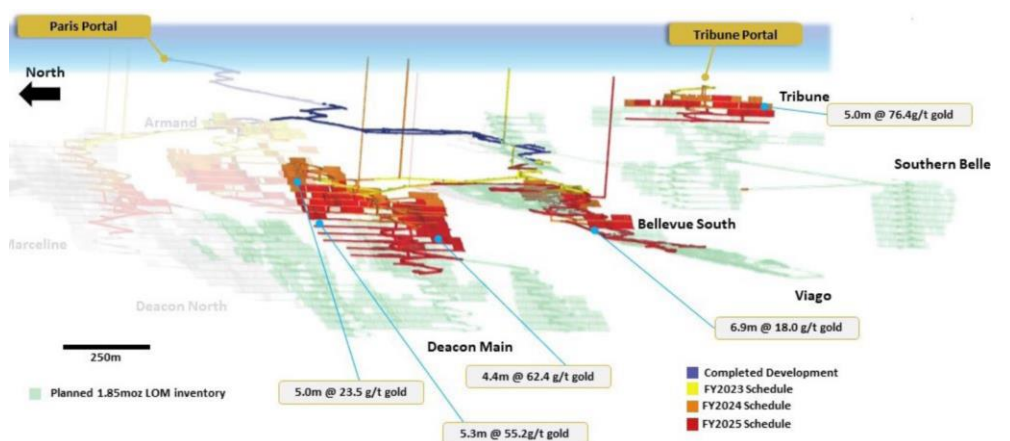 Paris Portal
Tribune Portal
North
Tribune
5.0m @ 76.4g/t gold
Armand
Southern Belle
Bellevue South
Marceline
Deacon North
Viago
6.9m @ 18.0 g/t gold
250m
Deacon Main
4.4m @ 62.4 g/t gold
Planned 1.85moz LOM inventory
5.0m @ 23.5 g/t gold
5.3m @ 55.2g/t gold
Completed Development
FY2023 Schedule
FY2024 Schedule
FY2025 Schedule